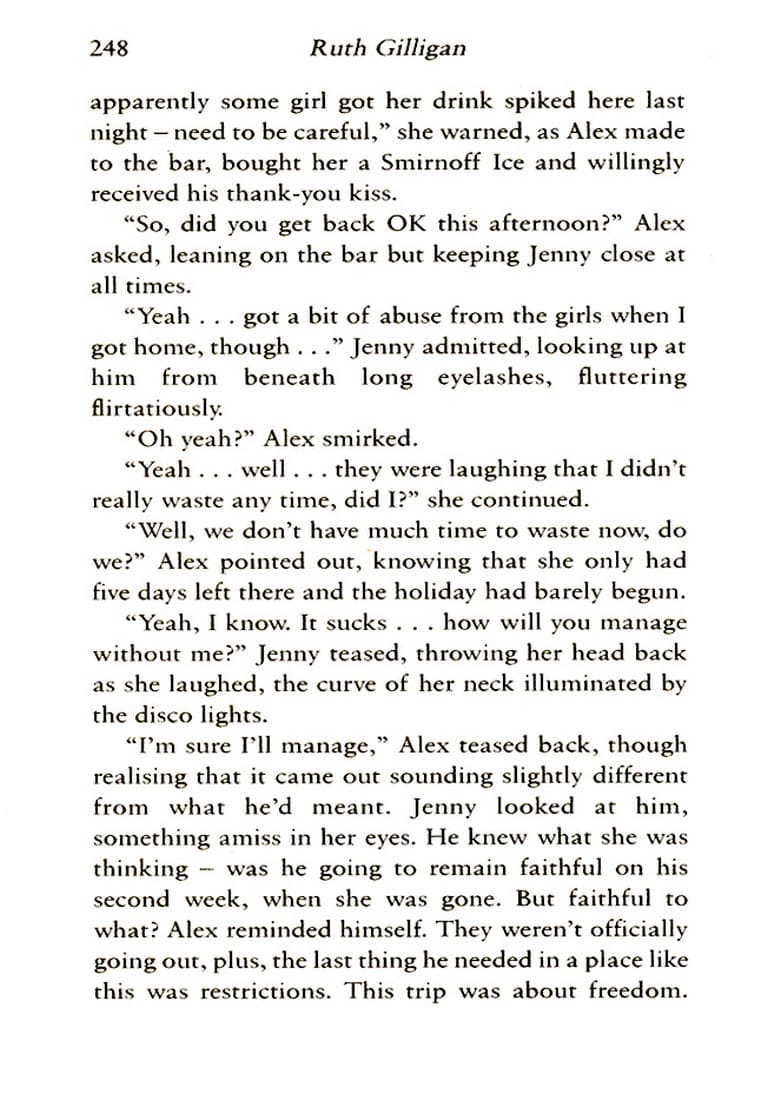 248 Ruth Gilligan
apparently some girl got her drink spiked here last
night – need to be careful,” she warned, as Alex made
to the bar, bought her a Smirnoff Ice and willingly
received his thank-you kiss.
“So, did you get back OK this afternoon?” Alex
asked, leaning on the bar but keeping Jenny close at
all times.
“Yeah . . . got a bit of abuse from the girls when I
got home, though . . .” Jenny admitted, looking up at
him from beneath long eyelashes, fluttering
flirtatiously.
“Oh yeah?” Alex smirked.
“Yeah . . . well . . . they were laughing that I didn’t
really waste any time, did I?” she continued.
“Well, we don’t have much time to waste now, do
we?” Alex pointed out, knowing that she only had
five days left there and the holiday had barely begun.
“Yeah, I know. It sucks . . . how will you manage
without me?” Jenny teased, throwing her head back
as she laughed, the curve of her neck illuminated by
the disco lights.
“I’m sure I’ll manage,” Alex teased back, though
realising that it came out sounding slightly different
from what he’d meant. Jenny looked at him,
something amiss in her eyes. He knew what she was
thinking – was he going to remain faithful on his
second week, when she was gone. But faithful to
what? Alex reminded himself. They weren’t officially
going out, plus, the last thing he needed in a place like
this was restrictions. This trip was about freedom.